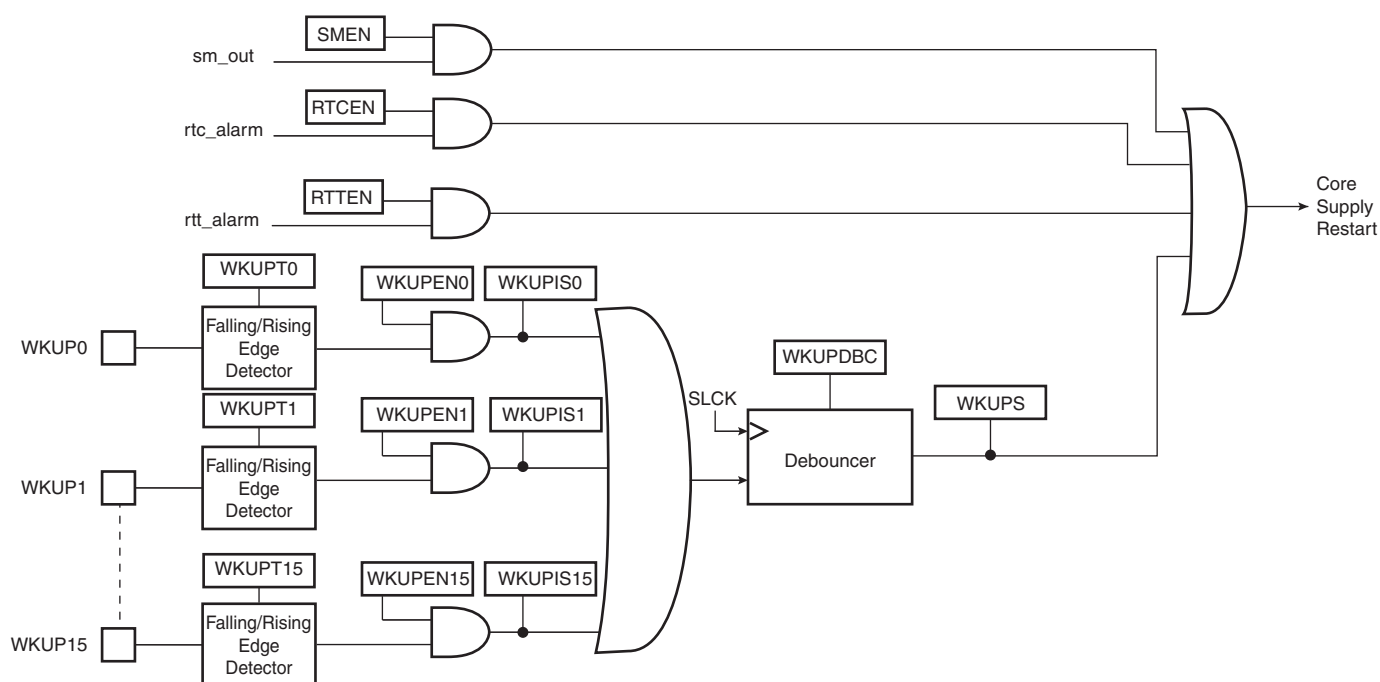 SMEN
sm_out
RTCEN
rtc_alarm
RTTEN
rtt_alarm
Core
Supply
Restart
WKUPT0
WKUPEN0
WKUPIS0
WKUP0
Falling/Rising
Edge
Detector
WKUPDBC
WKUPT1
SLCK
WKUPS
WKUPEN1
WKUPIS1
WKUP1
Falling/Rising
Edge
Detector
Debouncer
WKUPT15
WKUPEN15
WKUPIS15
WKUP15
Falling/Rising
Edge
Detector